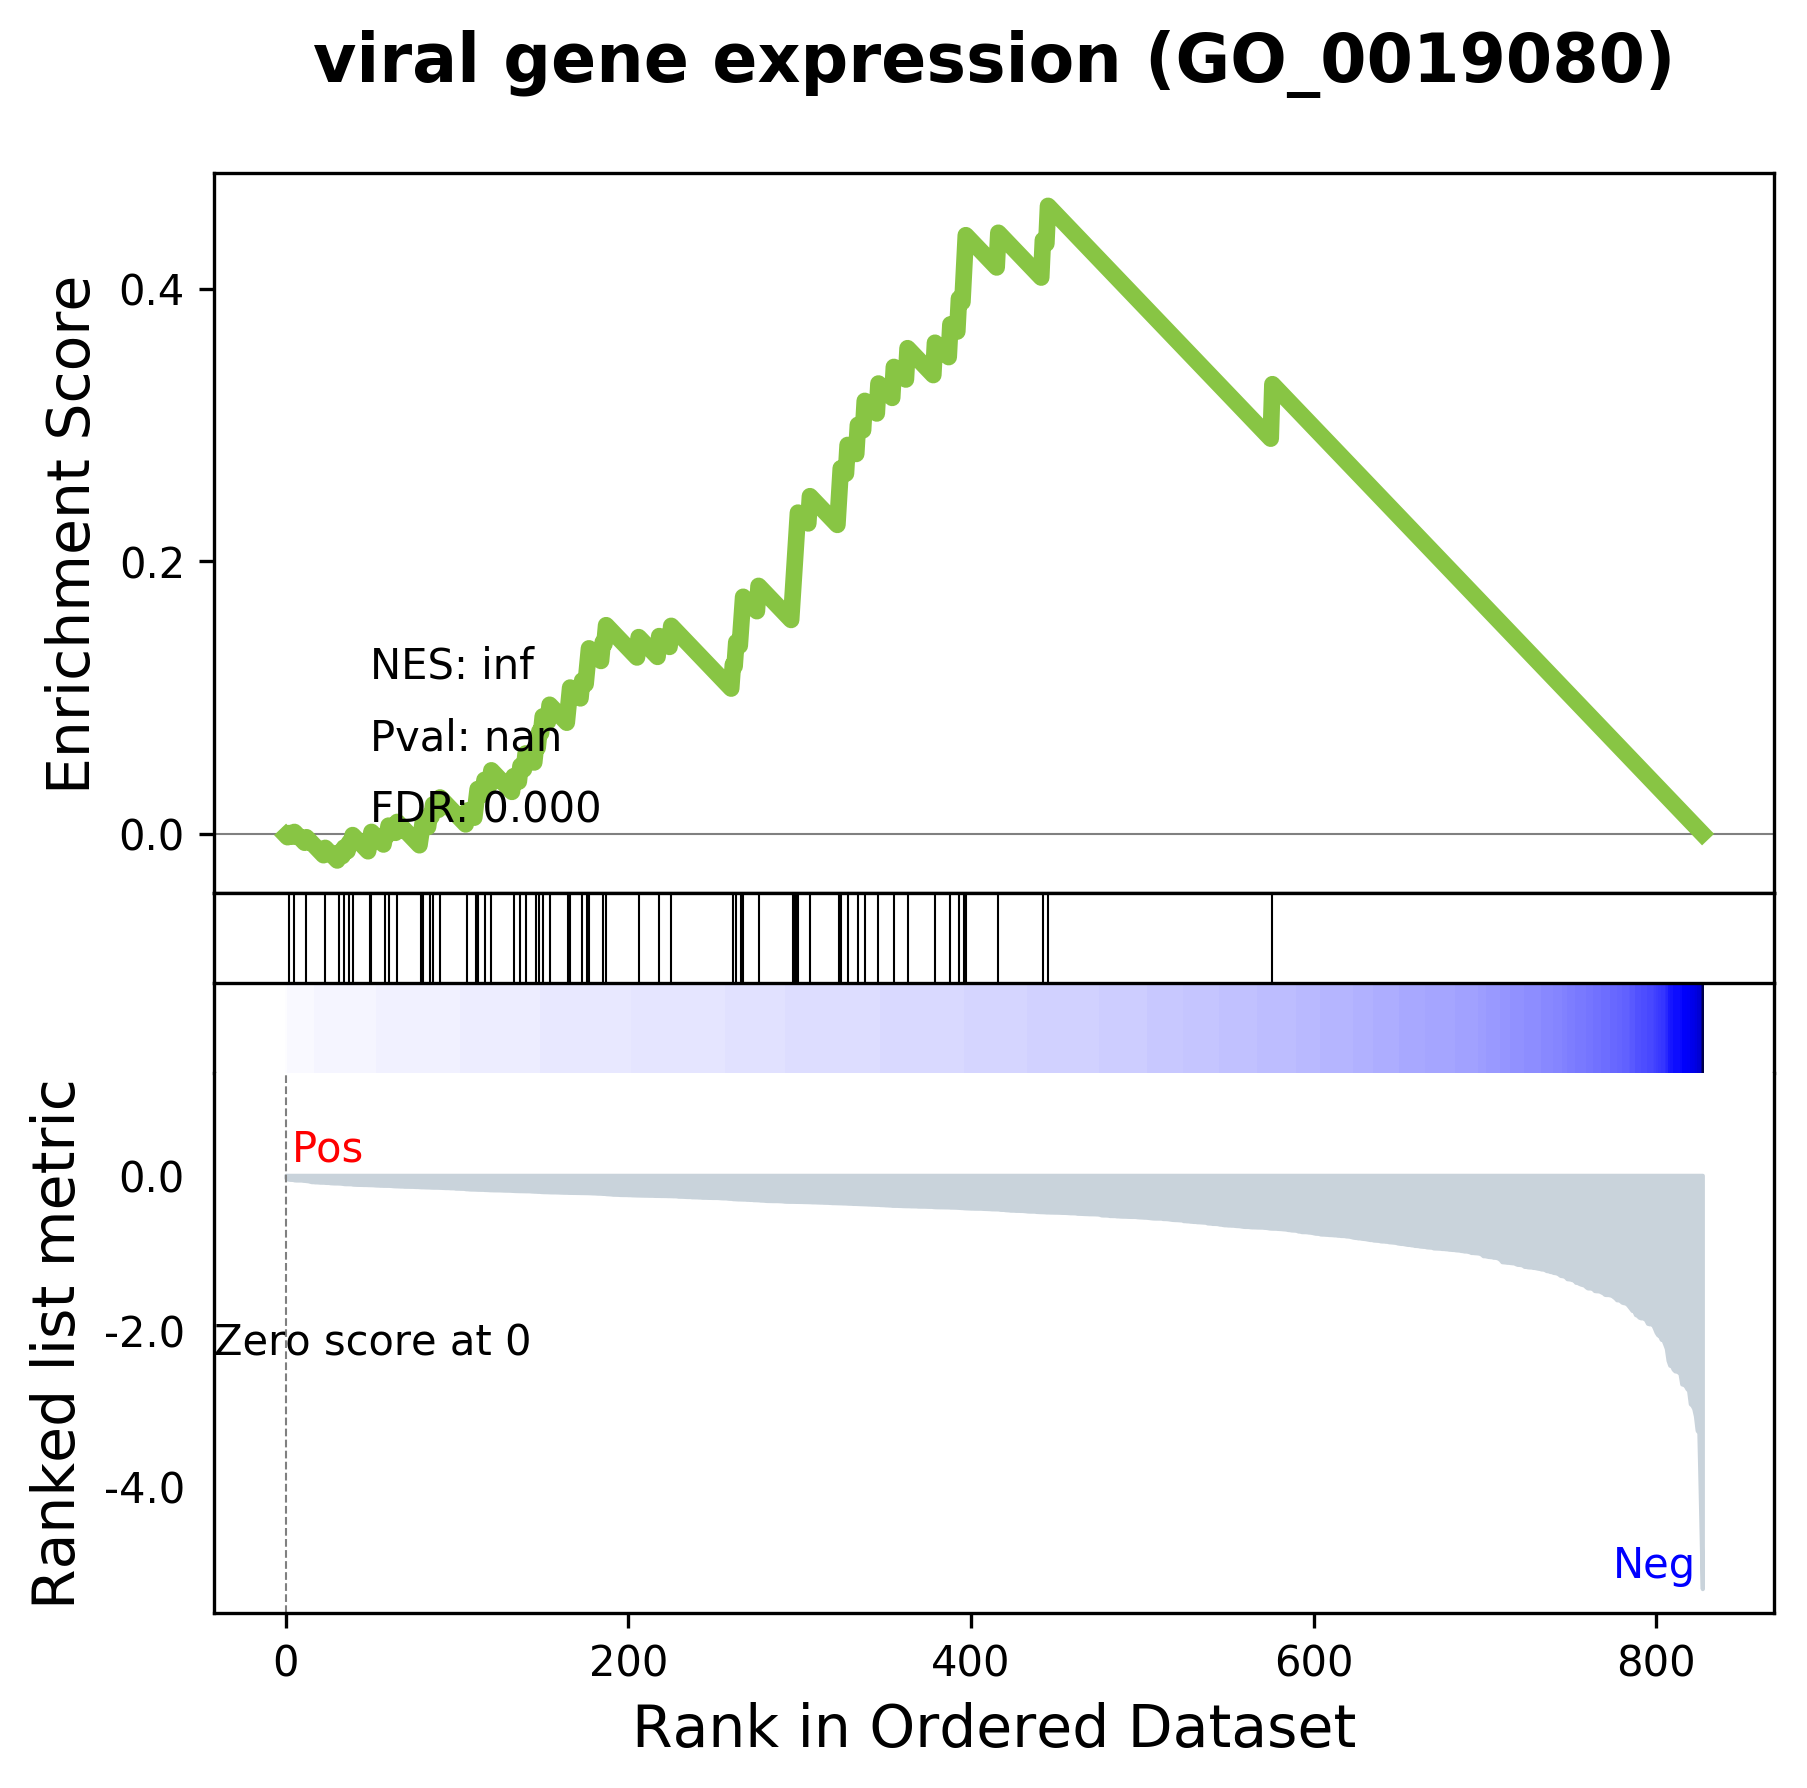 viral gene expression (GO_0019080)
Enrichment Score
0.4
0.2
0.0
NES: inf
Pval: nan
FDR: 0.000
Ranked list metric
0.0
-2.0
-4.0
Pos
Zero score at 0
Neg
0 200 400 600 800
Rank in Ordered Dataset